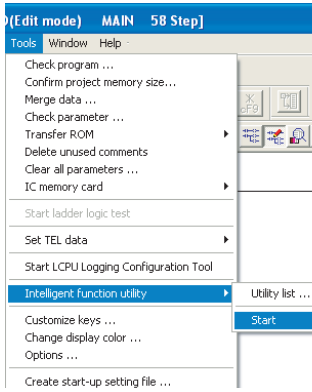 (Edit mode) MAIN 58 Step]
Tools Window Help
Check program ...
Confirm project memory size...
Merge data ...
Check parameter ...
Transfer ROM
Delete unused comments
Clear all parameters ...
IC memory card
Start ladder logic test
Set TEL data
Start LCPU Logging Configuration Tool
Intelligent function utility
Utility list ...
Start
Customize keys ...
Change display color ...
Options ...
Create start-up setting file ...